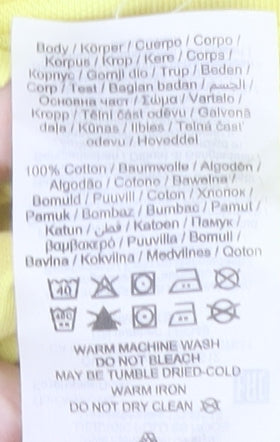 Body / Körper / Cuerpo / Corpo /
Korpus / Krop / Kere / Corps /
Корпус / Gornji dio / Trup / Beden /
Corp / Test / Bagian badan / الجسم /
Основна част / Σώμα / Vartalo /
Kropp / Tělní část oděvu / Galvenā
daļa / Kūnas / Ilbies / Telná časť
odevu / Hoveddel
100% Cotton / Baumwolle / Algodón /
Algodão / Cotone / Bawełna /
Bomuld / Puuvill / Coton / Хлопок /
Pamuk / Bombaz / Bumbac / Pamut /
Katun / قطن / Katoen / Памук /
βαμβακερό / Puuvilla / Bomull /
Bavlna / Kokvilna / Medvilnės / Qoton
40
WARM MACHINE WASH
DO NOT BLEACH
MAY BE TUMBLE DRIED-COLD
WARM IRON
DO NOT DRY CLEAN